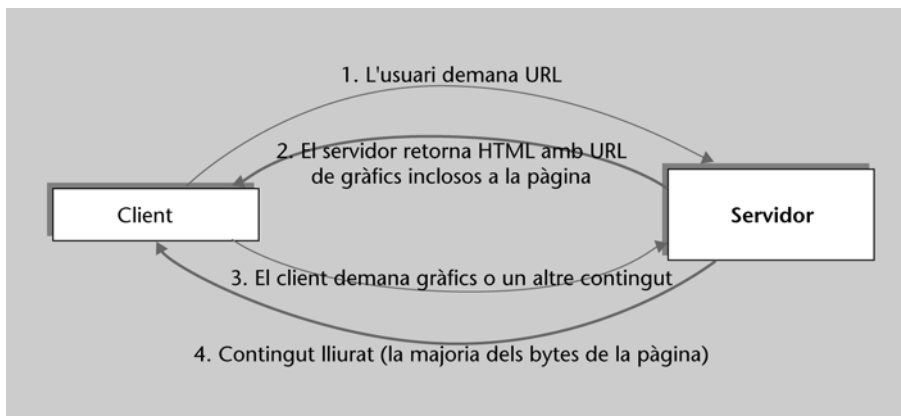 1. L'usuari demana URL
2. El servidor retorna HTML amb URL
de gràfics inclosos a la pàgina
Client
Servidor
3. El client demana gràfics o un altre contingut
4. Contingut lliurat (la majoria dels bytes de la pàgina)